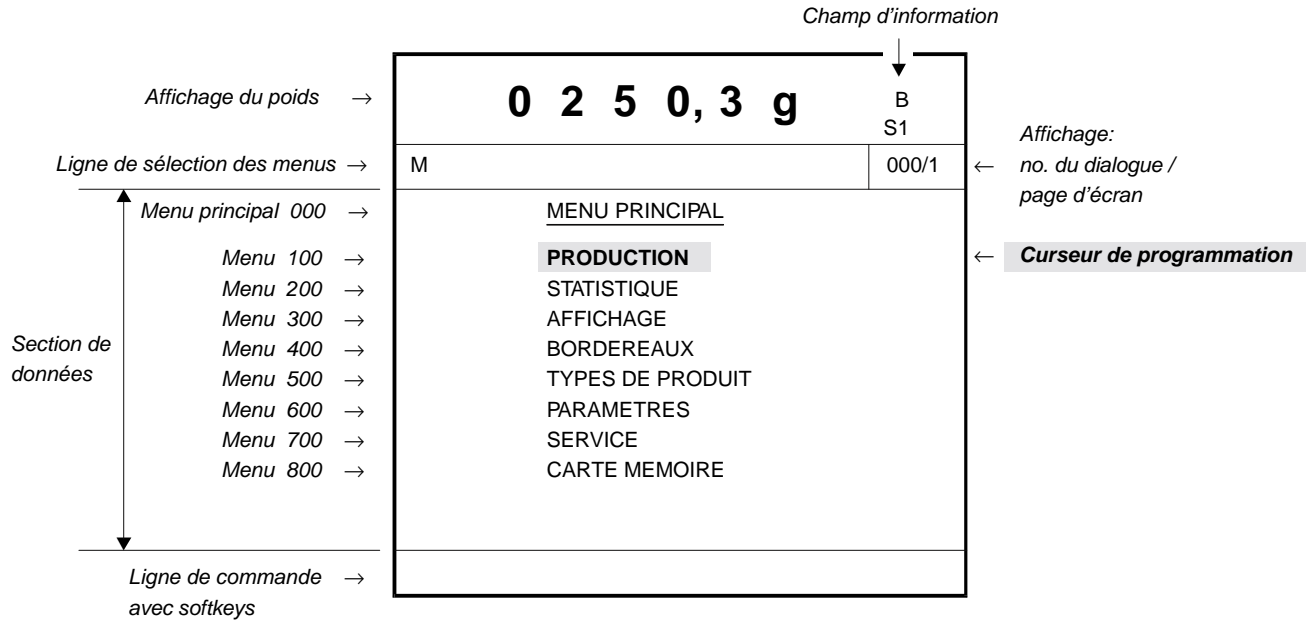 Champ d’information
Affichage du poids →
0 2 5 0, 3 g
B
S1
Ligne de sélection des menus →
M
000/1
← Affichage:
no. du dialogue /
page d’écran
Menu principal 000 →
MENU PRINCIPAL
Menu 100 →
PRODUCTION
← Curseur de programmation
Menu 200 →
STATISTIQUE
Menu 300 →
AFFICHAGE
Section de
données
Menu 400 →
BORDEREAUX
Menu 500 →
TYPES DE PRODUIT
Menu 600 →
PARAMETRES
Menu 700 →
SERVICE
Menu 800 →
CARTE MEMOIRE
Ligne de commande →
avec softkeys